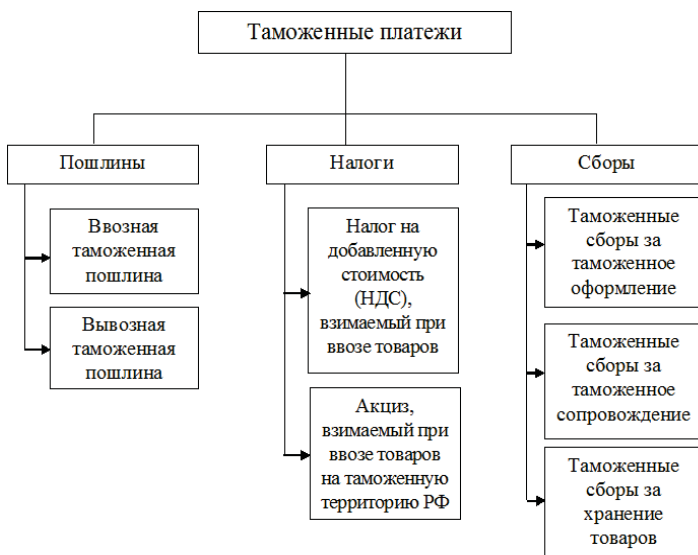 Таможенные платежи
Пошлины
Налоги
Сборы
Ввозная
таможенная
пошлина
Вывозная
таможенная
пошлина
Налог на
добавленную
стоимость
(НДС),
взимаемый при
ввозе товаров
Акциз,
взимаемый при
ввозе товаров
на таможенную
территорию РФ
Таможенные
сборы за
таможенное
оформление
Таможенные
сборы за
таможенное
сопровождение
Таможенные
сборы за
хранение
товаров